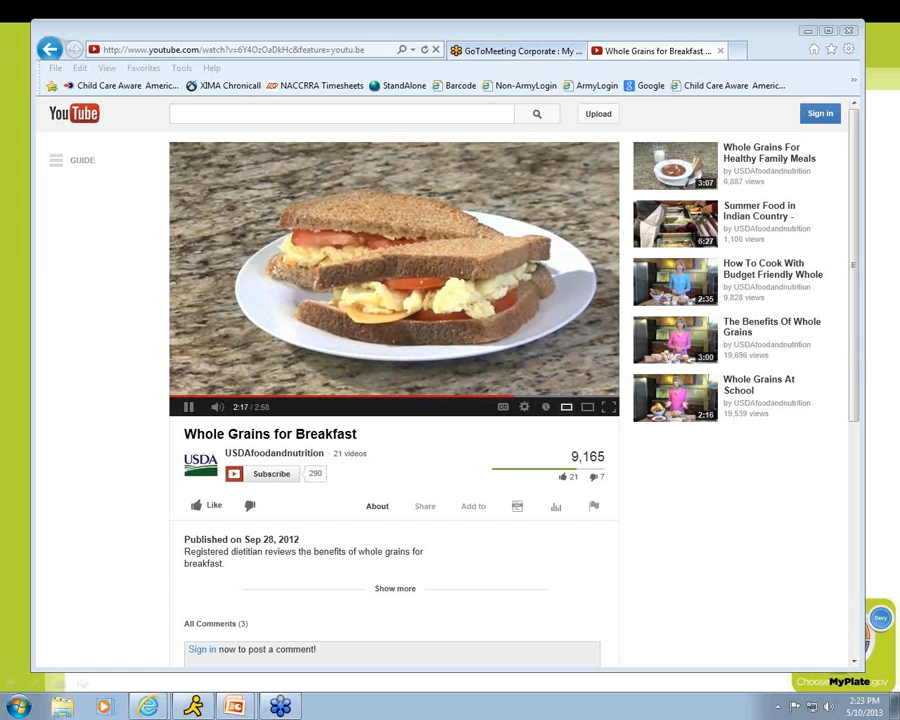 http://www.youtube.com/watch?v=6Y4OzOaDkHc&feature=youtu.be
GoToMeeting Corporate : My ...
Whole Grains for Breakfast ...
File Edit View Favorites Tools Help
Child Care Aware Americ...
XIMA Chronicall
NACCRRA Timesheets
StandAlone
Barcode
Non-ArmyLogin
ArmyLogin
Google
Child Care Aware Americ...
YouTube
Upload
Sign in
GUIDE
2:17 / 2:56
Whole Grains for Breakfast
USDA
USDAfoodandnutrition · 21 videos
Subscribe 290
9,165
21 7
Like
About Share Add to
Published on Sep 28, 2012
Registered dietitian reviews the benefits of whole grains for
breakfast.
Show more
All Comments (3)
Sign in now to post a comment!
3:07
Whole Grains For
Healthy Family Meals
by USDAfoodandnutrition
6,887 views
6:27
Summer Food in
Indian Country -
by USDAfoodandnutrition
1,106 views
2:35
How To Cook With
Budget Friendly Whole
by USDAfoodandnutrition
9,828 views
3:00
The Benefits Of Whole
Grains
by USDAfoodandnutrition
19,696 views
2:16
Whole Grains At
School
by USDAfoodandnutrition
19,539 views
Dairy
ChooseMyPlate.gov
2:23 PM
5/10/2013